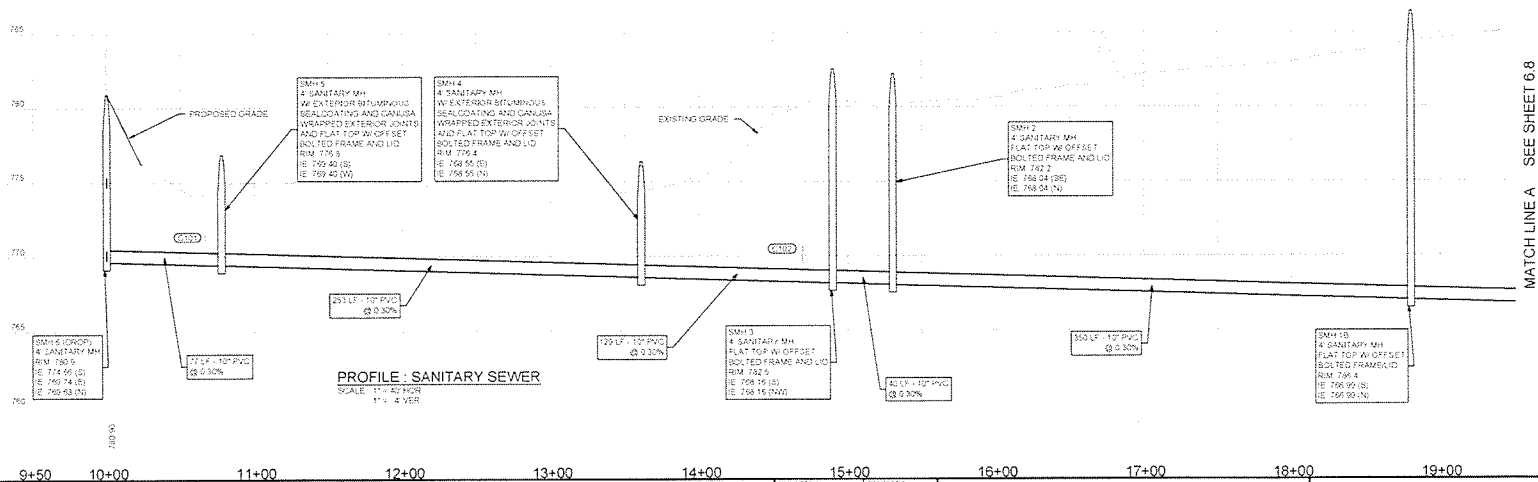 765
780
775
770
765
760
PROPOSED GRADE
SMH 5
4' SANITARY MH
W/ EXTERIOR BITUMINOUS
SEALCOATING AND CANUSA
WRAPPED EXTERIOR JOINTS
AND FLAT TOP W/ OFFSET
BOLTED FRAME AND LID
RIM 776.5
IE 769.40 (S)
IE 769.40 (W)
SMH 4
4' SANITARY MH
W/ EXTERIOR BITUMINOUS
SEALCOATING AND CANUSA
WRAPPED EXTERIOR JOINTS
AND FLAT TOP W/ OFFSET
BOLTED FRAME AND LID
RIM 776.4
IE 768.55 (E)
IE 768.55 (N)
EXISTING GRADE
SMH 2
4' SANITARY MH
FLAT TOP W/ OFFSET
BOLTED FRAME AND LID
RIM 782.2
IE 768.04 (SE)
IE 768.04 (N)
MATCH LINE A SEE SHEET 6.8
C101
C102
SMH 6 (DROP)
4' SANITARY MH
RIM 780.9
IE 774.66 (S)
IE 769.74 (E)
IE 769.63 (N)
77 LF - 10" PVC
@ 0.30%
283 LF - 10" PVC
@ 0.30%
129 LF - 10" PVC
@ 0.30%
SMH 3
4' SANITARY MH
FLAT TOP W/ OFFSET
BOLTED FRAME AND LID
RIM 782.5
IE 768.16 (S)
IE 768.16 (NW)
40 LF - 10" PVC
@ 0.30%
350 LF - 10" PVC
@ 0.30%
SMH 1B
4' SANITARY MH
FLAT TOP W/ OFFSET
BOLTED FRAME/LID
RIM 786.4
IE 766.99 (S)
IE 766.99 (N)
PROFILE : SANITARY SEWER
SCALE 1" = 40' HOR
1" = 4' VER
780.90
9+50 10+00 11+00 12+00 13+00 14+00 15+00 16+00 17+00 18+00 19+00